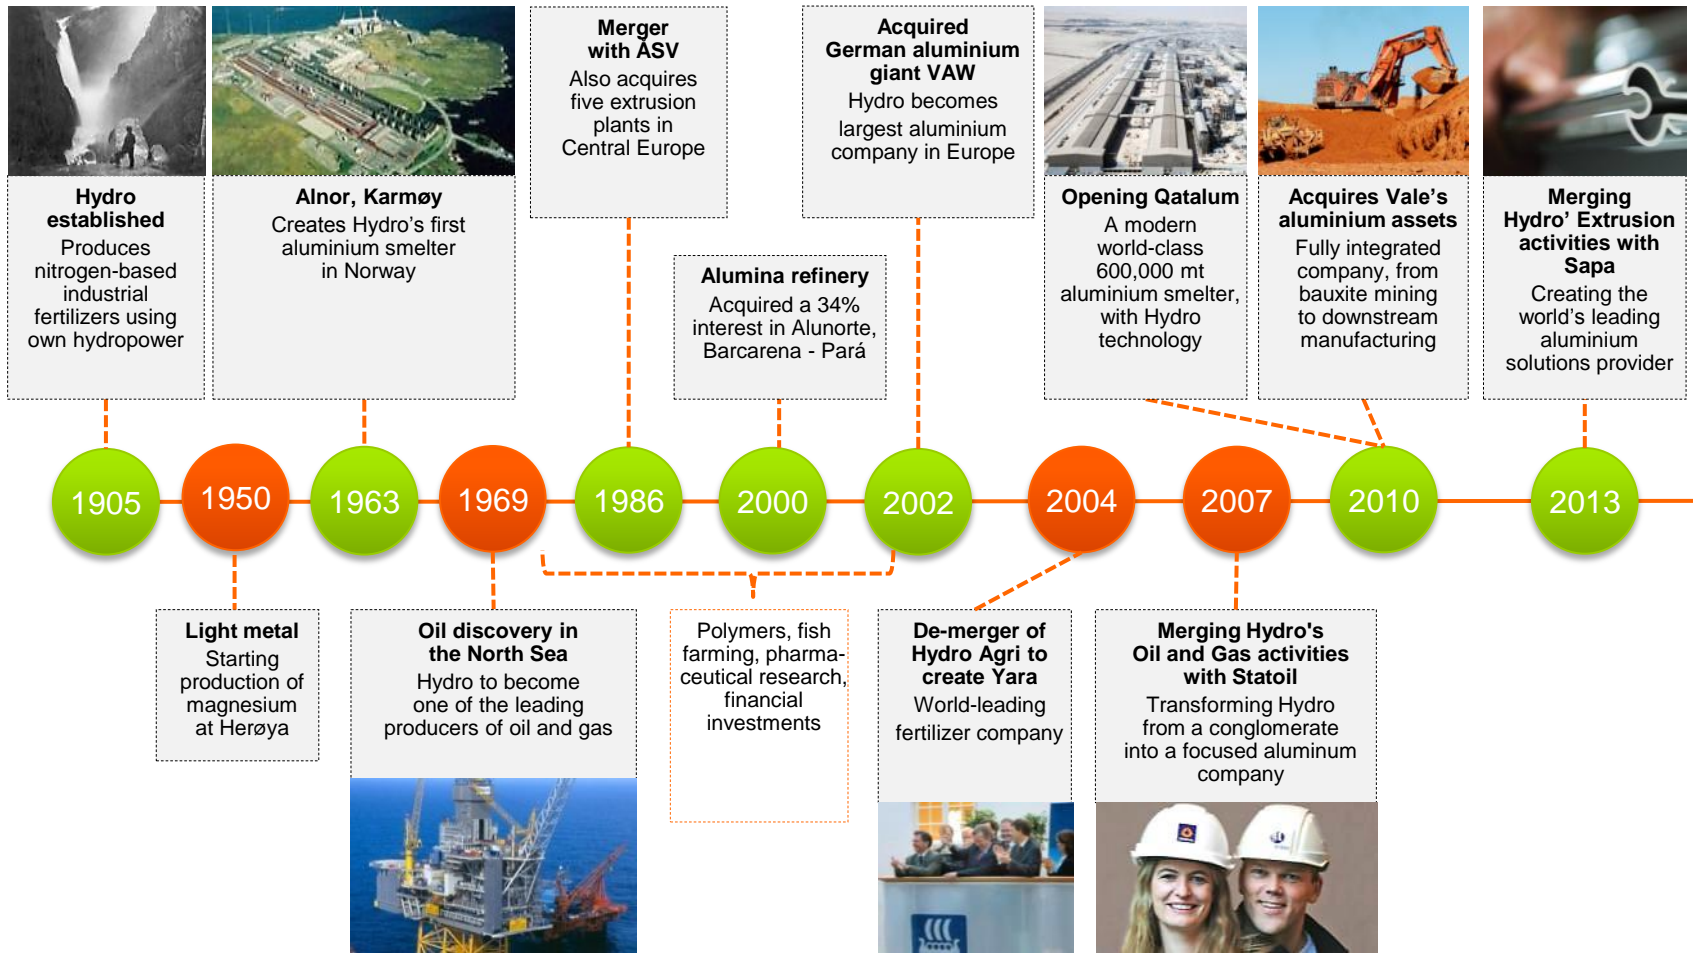 Hydro
established
Produces
nitrogen-based
industrial
fertilizers using
own hydropower
Alnor, Karmøy
Creates Hydro's first
aluminium smelter
in Norway
Merger
with ÅSV
Also acquires
five extrusion
plants in
Central Europe
Alumina refinery
Acquired a 34%
interest in Alunorte,
Barcarena - Pará
Acquired
German aluminium
giant VAW
Hydro becomes
largest aluminium
company in Europe
Opening Qatalum
A modern
world-class
600,000 mt
aluminium smelter,
with Hydro
technology
Acquires Vale's
aluminium assets
Fully integrated
company, from
bauxite mining
to downstream
manufacturing
Merging
Hydro' Extrusion
activities with
Sapa
Creating the
world's leading
aluminium
solutions provider
1905
1950
1963
1969
1986
2000
2002
2004
2007
2010
2013
Light metal
Starting
production of
magnesium
at Herøya
Oil discovery in
the North Sea
Hydro to become
one of the leading
producers of oil and gas
Polymers, fish
farming, pharma-
ceutical research,
financial
investments
De-merger of
Hydro Agri to
create Yara
World-leading
fertilizer company
Merging Hydro's
Oil and Gas activities
with Statoil
Transforming Hydro
from a conglomerate
into a focused aluminum
company